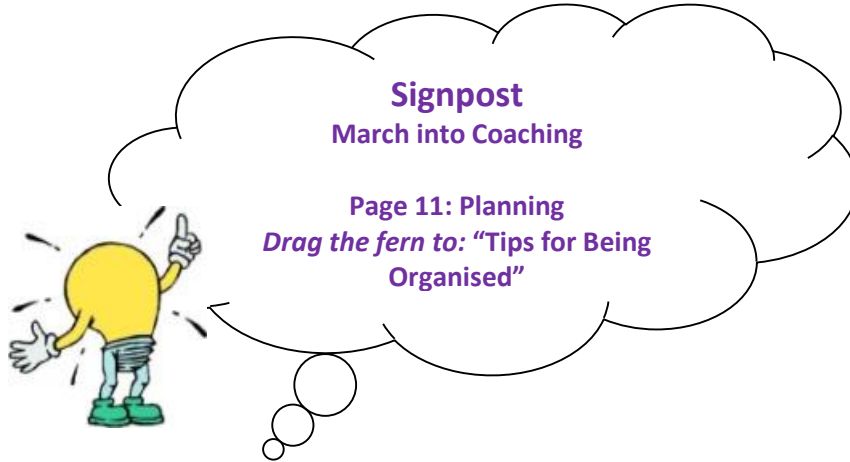 Signpost
March into Coaching
Page 11: Planning
Drag the fern to: “Tips for Being
Organised”